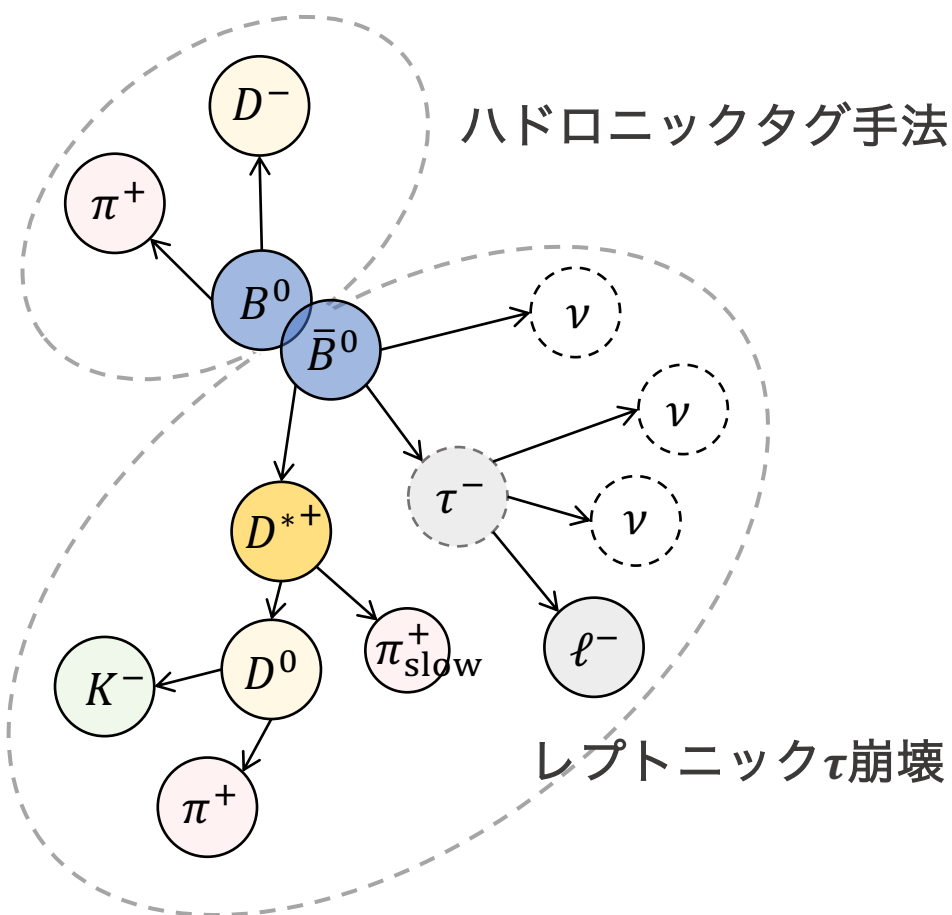 D⁻
ハドロニックタグ手法
π⁺
B⁰
B̅⁰
ν
ν
τ⁻
ν
D*⁺
π⁺slow
ℓ⁻
D⁰
K⁻
レプトニックτ崩壊
π⁺